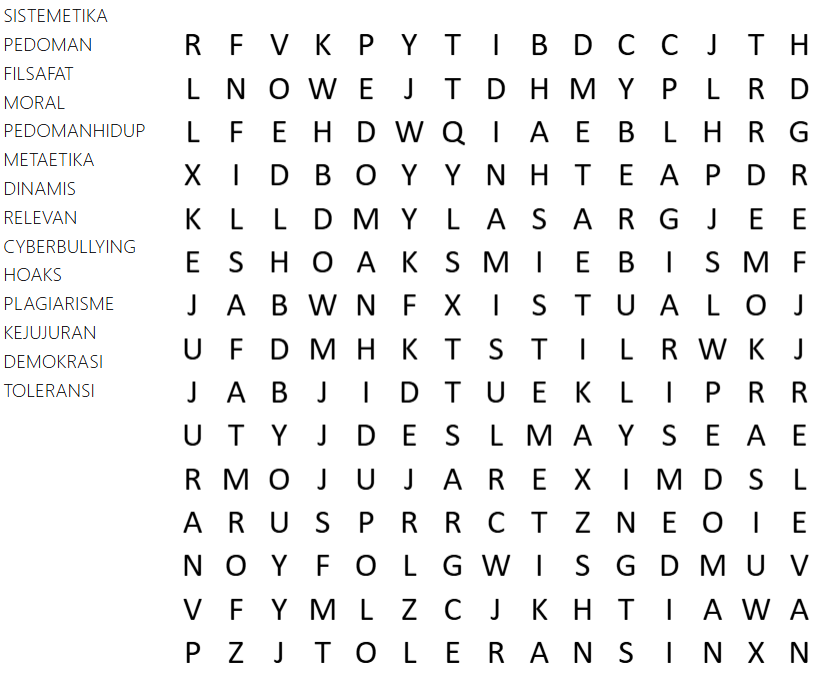 SISTEMETIKA
PEDOMAN
FILSAFAT
MORAL
PEDOMANHIDUP
METAETIKA
DINAMIS
RELEVAN
CYBERBULLYING
HOAKS
PLAGIARISME
KEJUJURAN
DEMOKRASI
TOLERANSI
R F V K P Y T I B D C C J T H
L N O W E J T D H M Y P L R D
L F E H D W Q I A E B L H R G
X I D B O Y Y N H T E A P D R
K L L D M Y L A S A R G J E E
E S H O A K S M I E B I S M F
J A B W N F X I S T U A L O J
U F D M H K T S T I L R W K J
J A B J I D T U E K L I P R R
U T Y J D E S L M A Y S E A E
R M O J U J A R E X I M D S L
A R U S P R R C T Z N E O I E
N O Y F O L G W I S G D M U V
V F Y M L Z C J K H T I A W A
P Z J T O L E R A N S I N X N